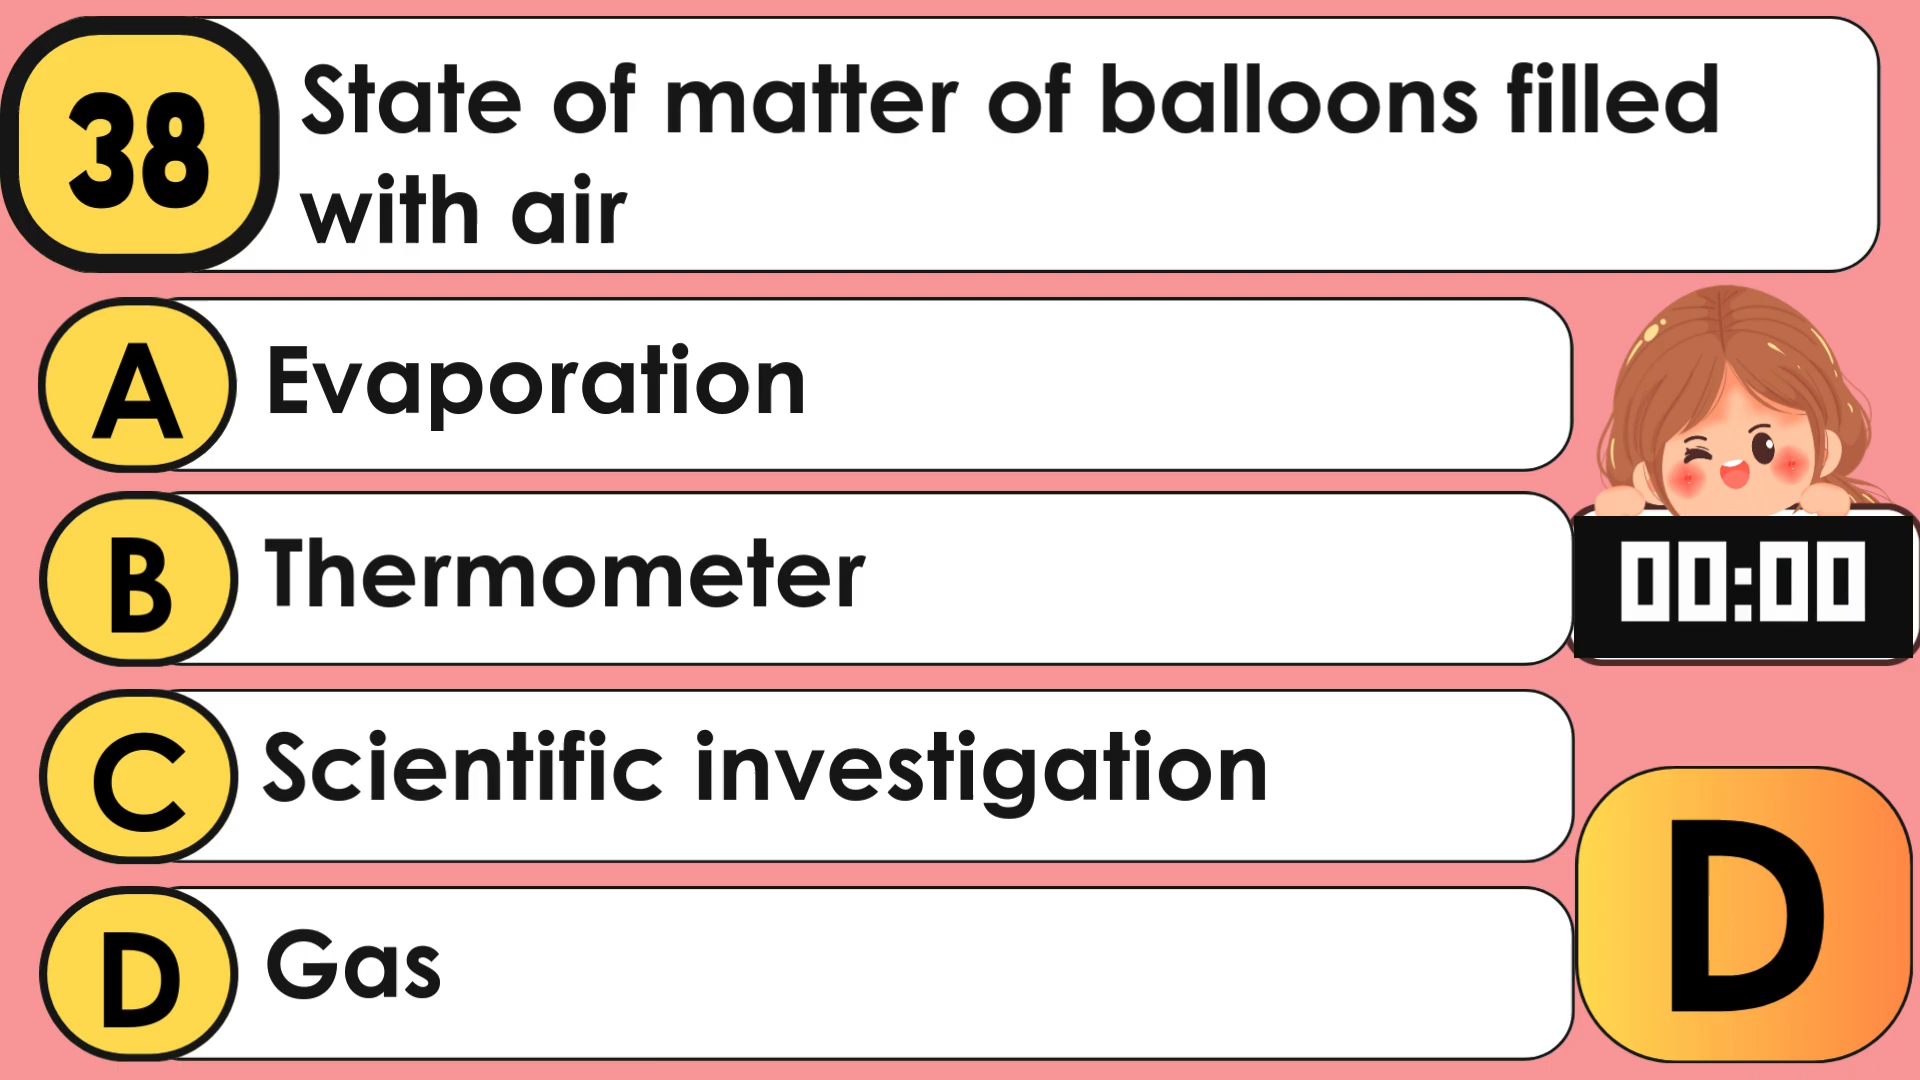 38
State of matter of balloons filled
with air
A
Evaporation
B
Thermometer
00:00
C
Scientific investigation
D
Gas
D